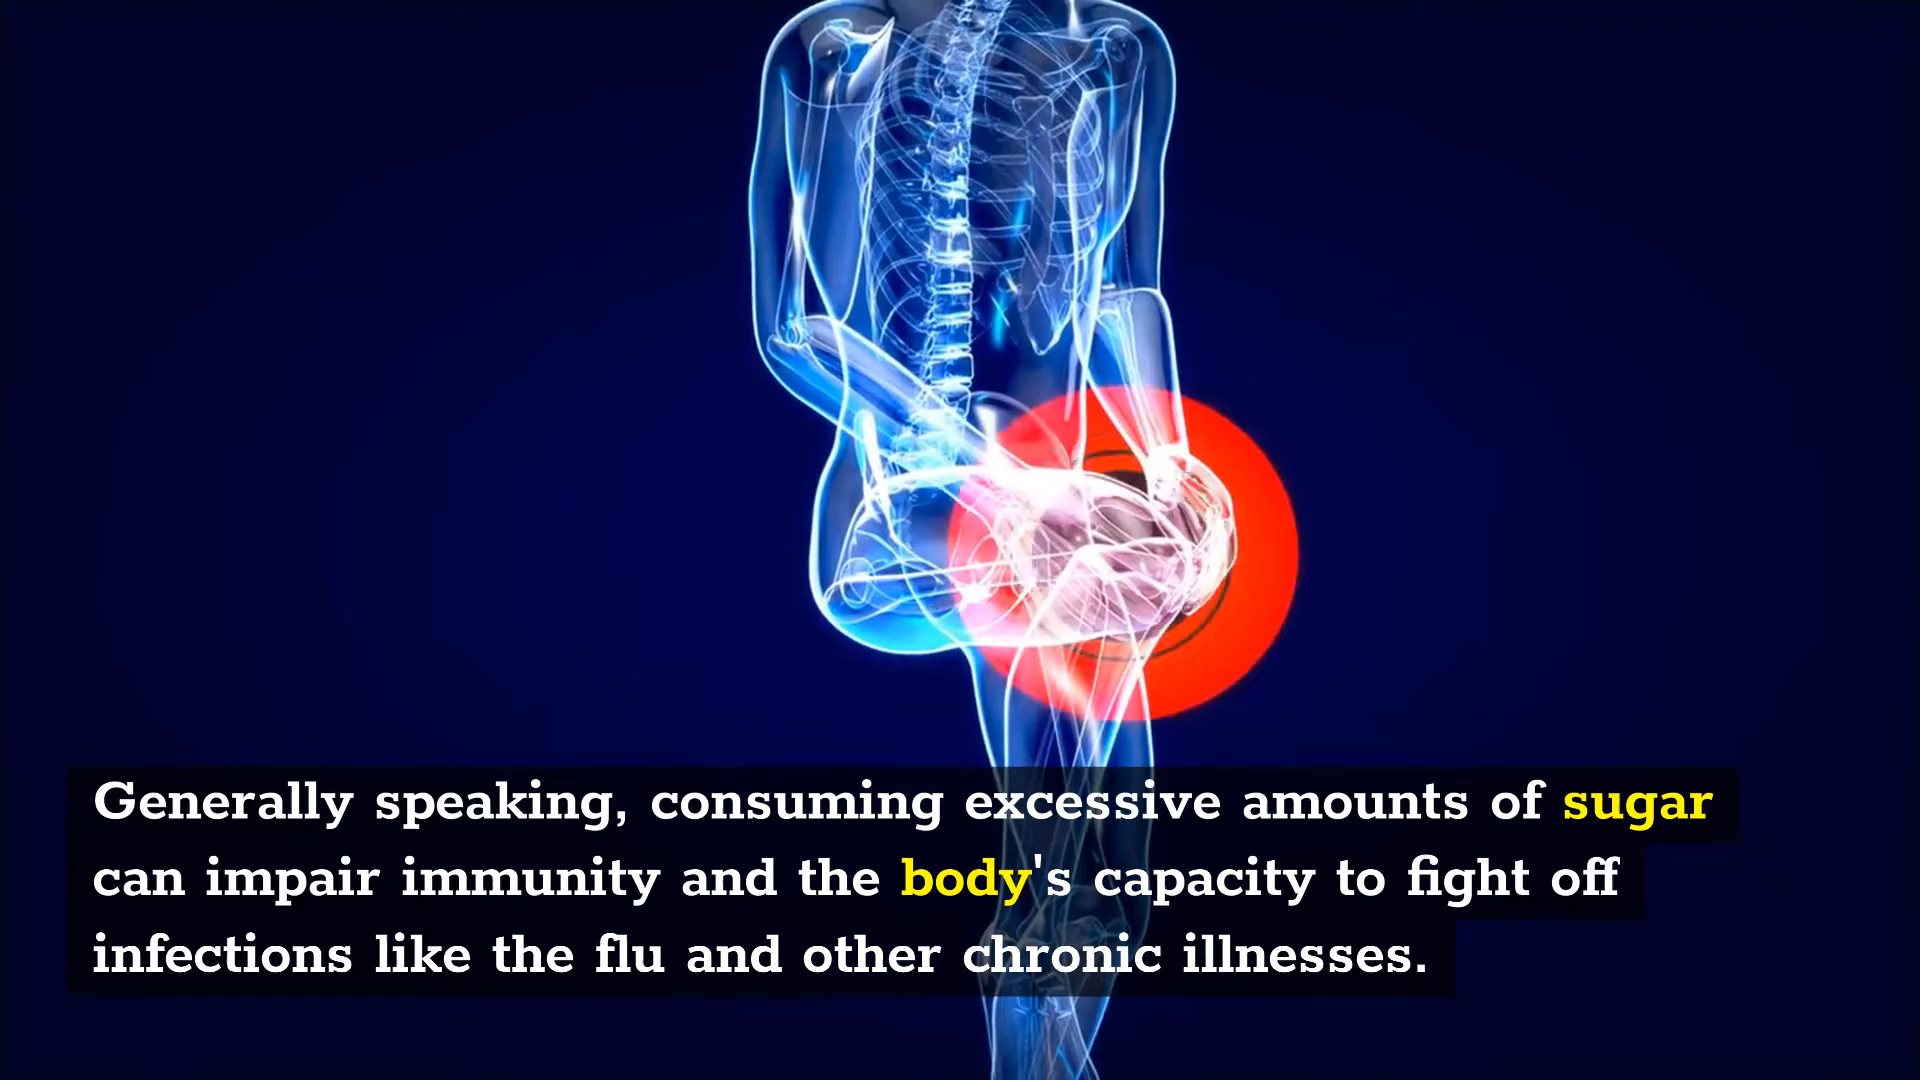 Generally speaking, consuming excessive amounts of sugar
can impair immunity and the body's capacity to fight off
infections like the flu and other chronic illnesses.